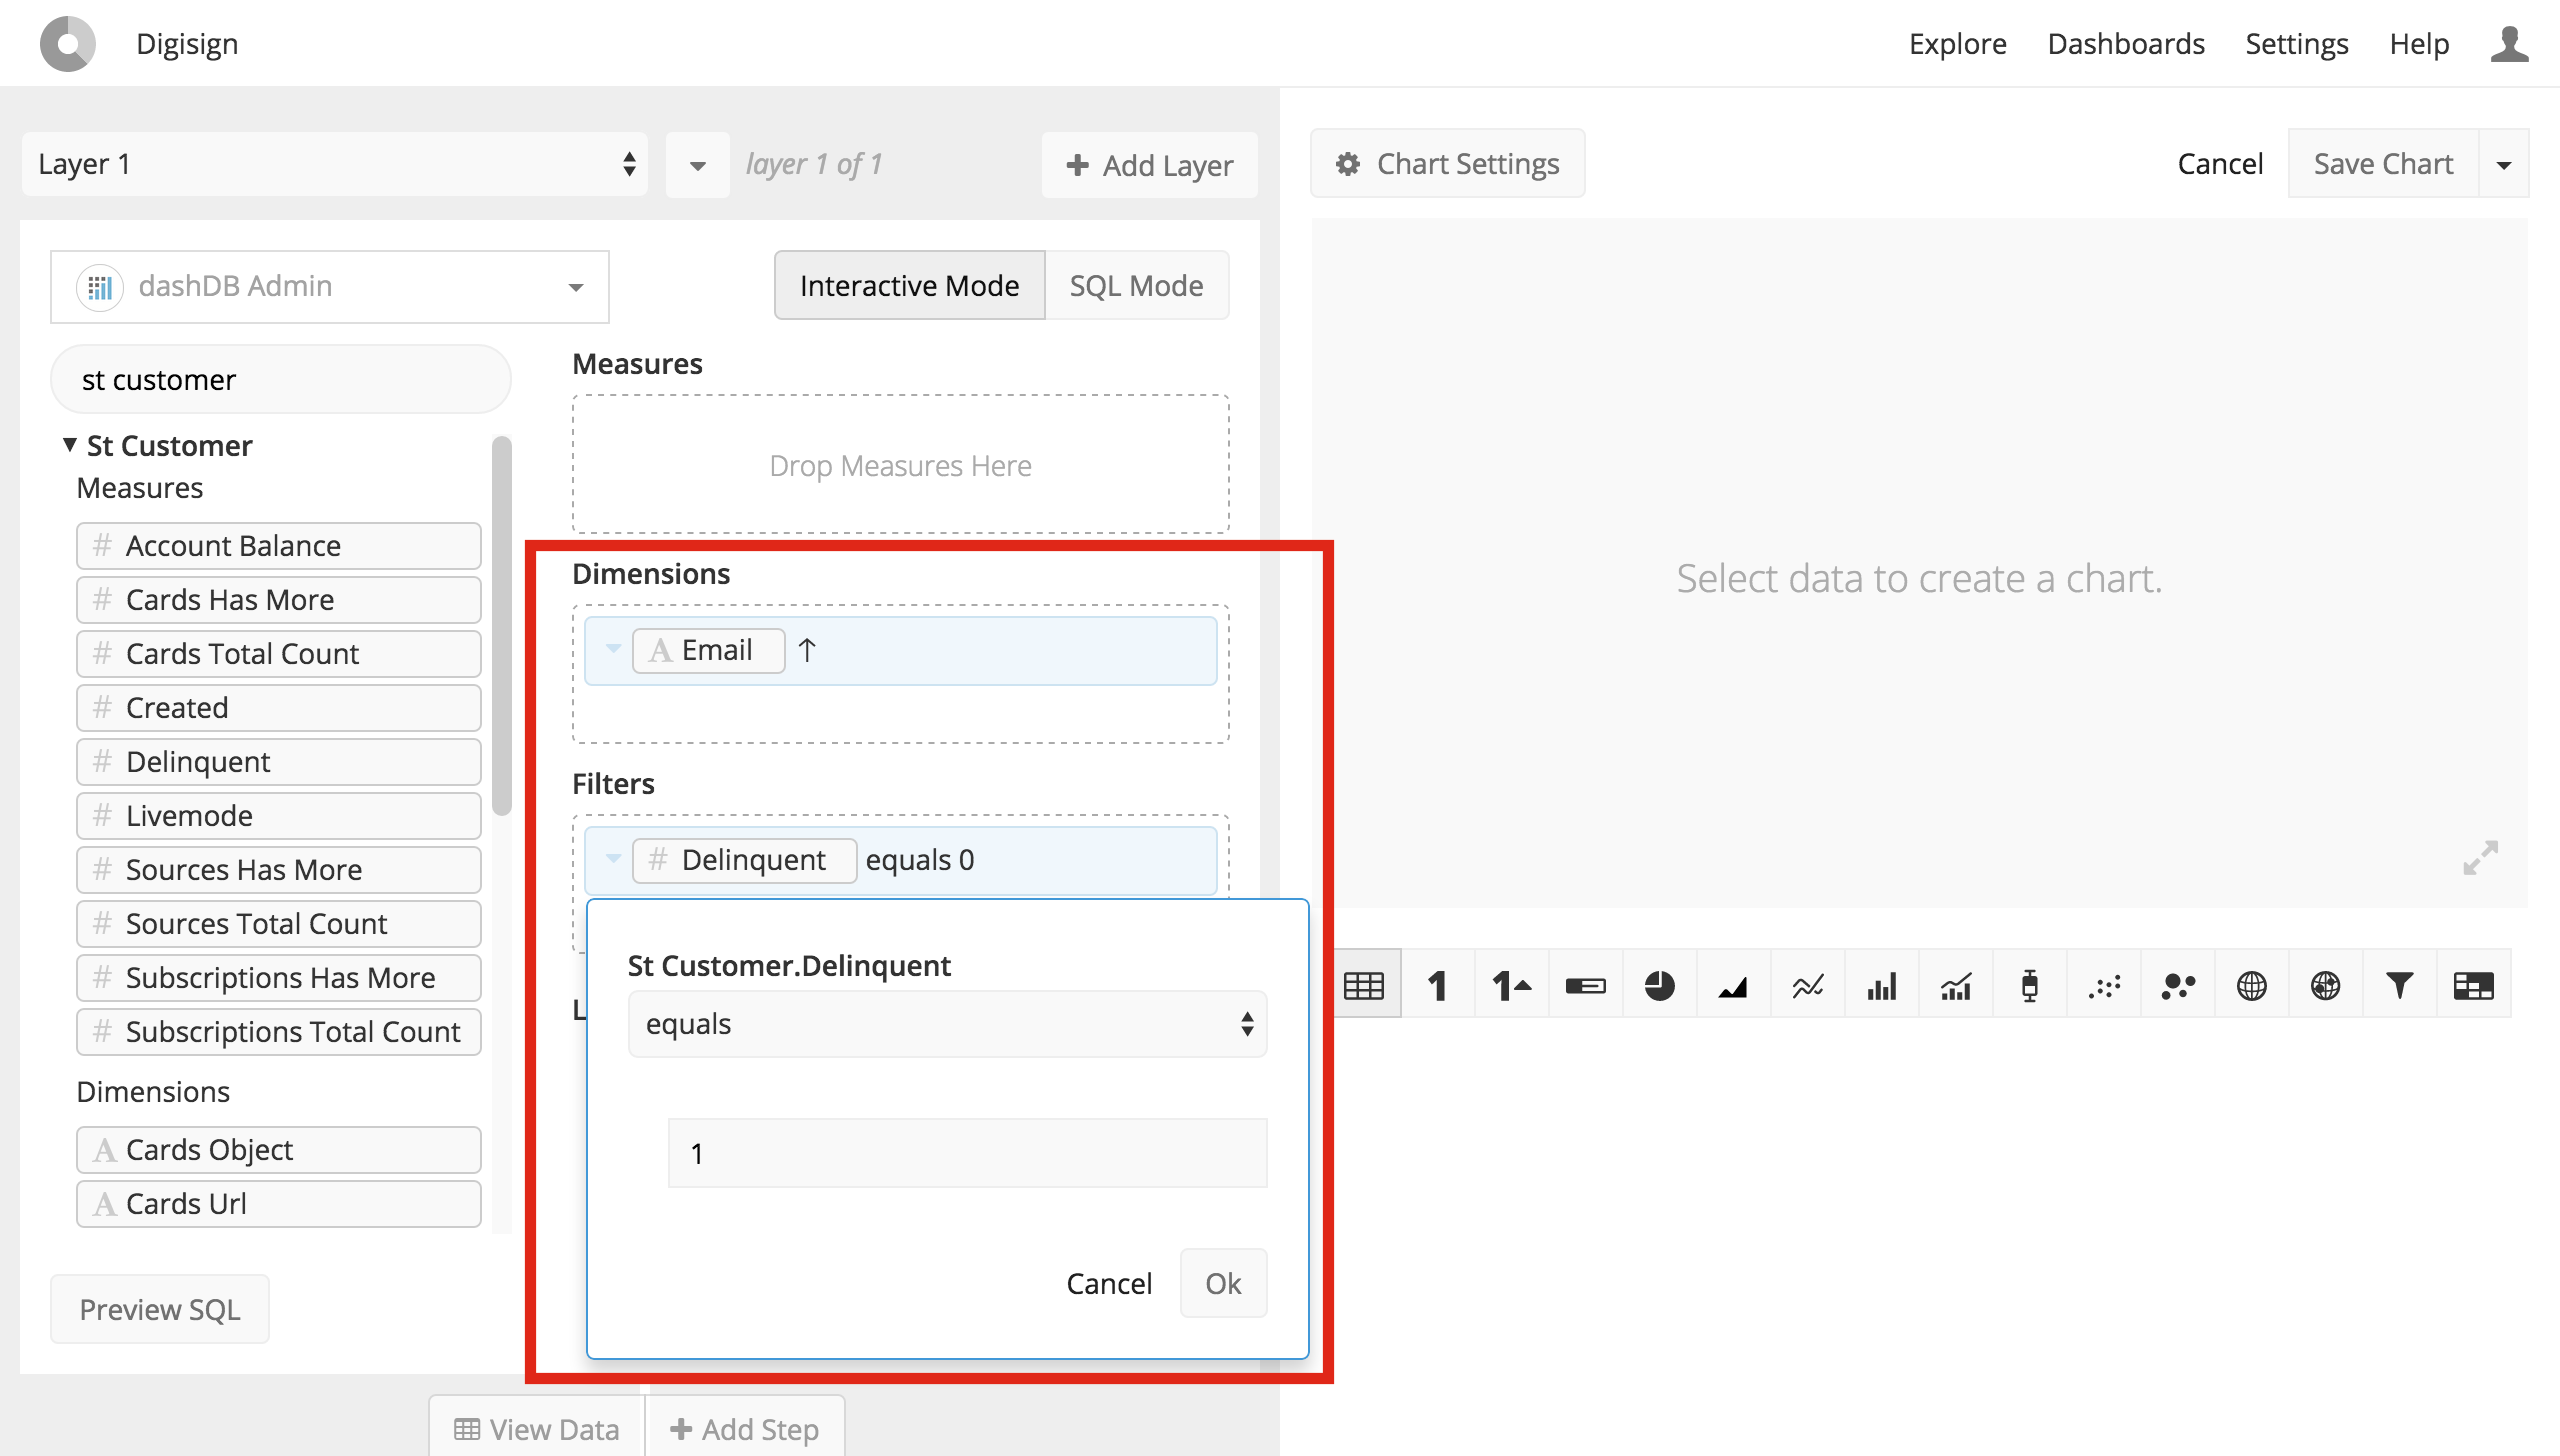 Digisign
Explore Dashboards Settings Help
Layer 1
layer 1 of 1
Add Layer
Chart Settings
Cancel
Save Chart
dashDB Admin
Interactive Mode
SQL Mode
st customer
St Customer
Measures
# Account Balance
# Cards Has More
# Cards Total Count
# Created
# Delinquent
# Livemode
# Sources Has More
# Sources Total Count
# Subscriptions Has More
# Subscriptions Total Count
Dimensions
A Cards Object
A Cards Url
Preview SQL
Measures
Drop Measures Here
Dimensions
A Email ↑
Filters
# Delinquent equals 0
L
St Customer.Delinquent
equals
1
Cancel
Ok
View Data
Add Step
Select data to create a chart.
1
1